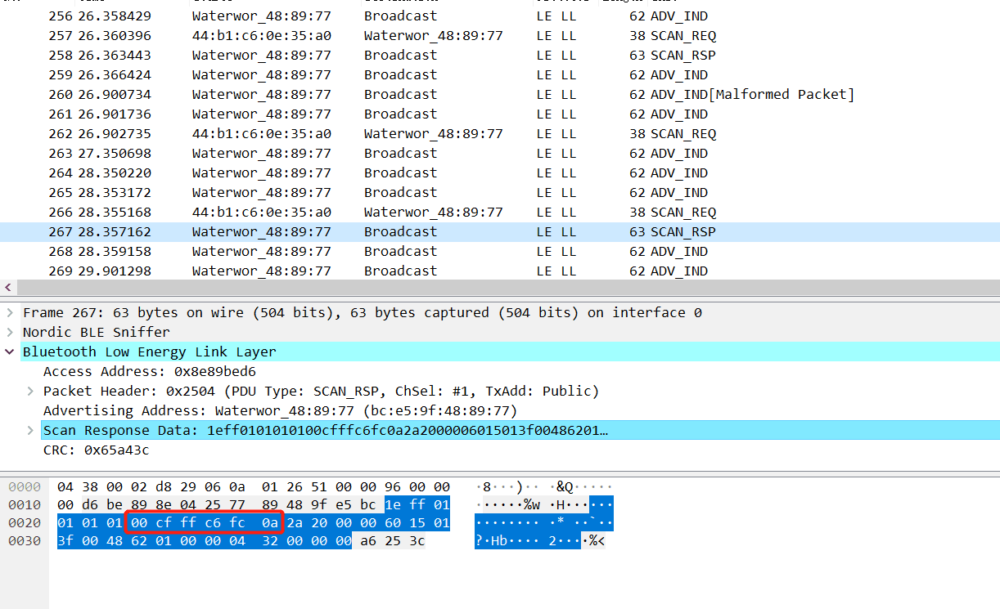 256 26.358429 Waterwor_48:89:77 Broadcast LE LL 62 ADV_IND
257 26.360396 44:b1:c6:0e:35:a0 Waterwor_48:89:77 LE LL 38 SCAN_REQ
258 26.363443 Waterwor_48:89:77 Broadcast LE LL 63 SCAN_RSP
259 26.366424 Waterwor_48:89:77 Broadcast LE LL 62 ADV_IND
260 26.900734 Waterwor_48:89:77 Broadcast LE LL 62 ADV_IND[Malformed Packet]
261 26.901736 Waterwor_48:89:77 Broadcast LE LL 62 ADV_IND
262 26.902735 44:b1:c6:0e:35:a0 Waterwor_48:89:77 LE LL 38 SCAN_REQ
263 27.350698 Waterwor_48:89:77 Broadcast LE LL 62 ADV_IND
264 28.350220 Waterwor_48:89:77 Broadcast LE LL 62 ADV_IND
265 28.353172 Waterwor_48:89:77 Broadcast LE LL 62 ADV_IND
266 28.355168 44:b1:c6:0e:35:a0 Waterwor_48:89:77 LE LL 38 SCAN_REQ
267 28.357162 Waterwor_48:89:77 Broadcast LE LL 63 SCAN_RSP
268 28.359158 Waterwor_48:89:77 Broadcast LE LL 62 ADV_IND
269 29.901298 Waterwor_48:89:77 Broadcast LE LL 62 ADV_IND
Frame 267: 63 bytes on wire (504 bits), 63 bytes captured (504 bits) on interface 0
Nordic BLE Sniffer
Bluetooth Low Energy Link Layer
Access Address: 0x8e89bed6
Packet Header: 0x2504 (PDU Type: SCAN_RSP, ChSel: #1, TxAdd: Public)
Advertising Address: Waterwor_48:89:77 (bc:e5:9f:48:89:77)
Scan Response Data: 1eff0101010100cfffc6fc0a2a2000006015013f00486201…
CRC: 0x65a43c
0000 04 38 00 02 d8 29 06 0a 01 26 51 00 00 96 00 00 ·8···)·· ·&Q·····
0010 00 d6 be 89 8e 04 25 77 89 48 9f e5 bc 1e ff 01 ······%w ·H······
0020 01 01 01 00 cf ff c6 fc 0a 2a 20 00 00 60 15 01 ········ ·* ··`··
0030 3f 00 48 62 01 00 00 04 32 00 00 00 a6 25 3c ?·Hb···· 2····%<